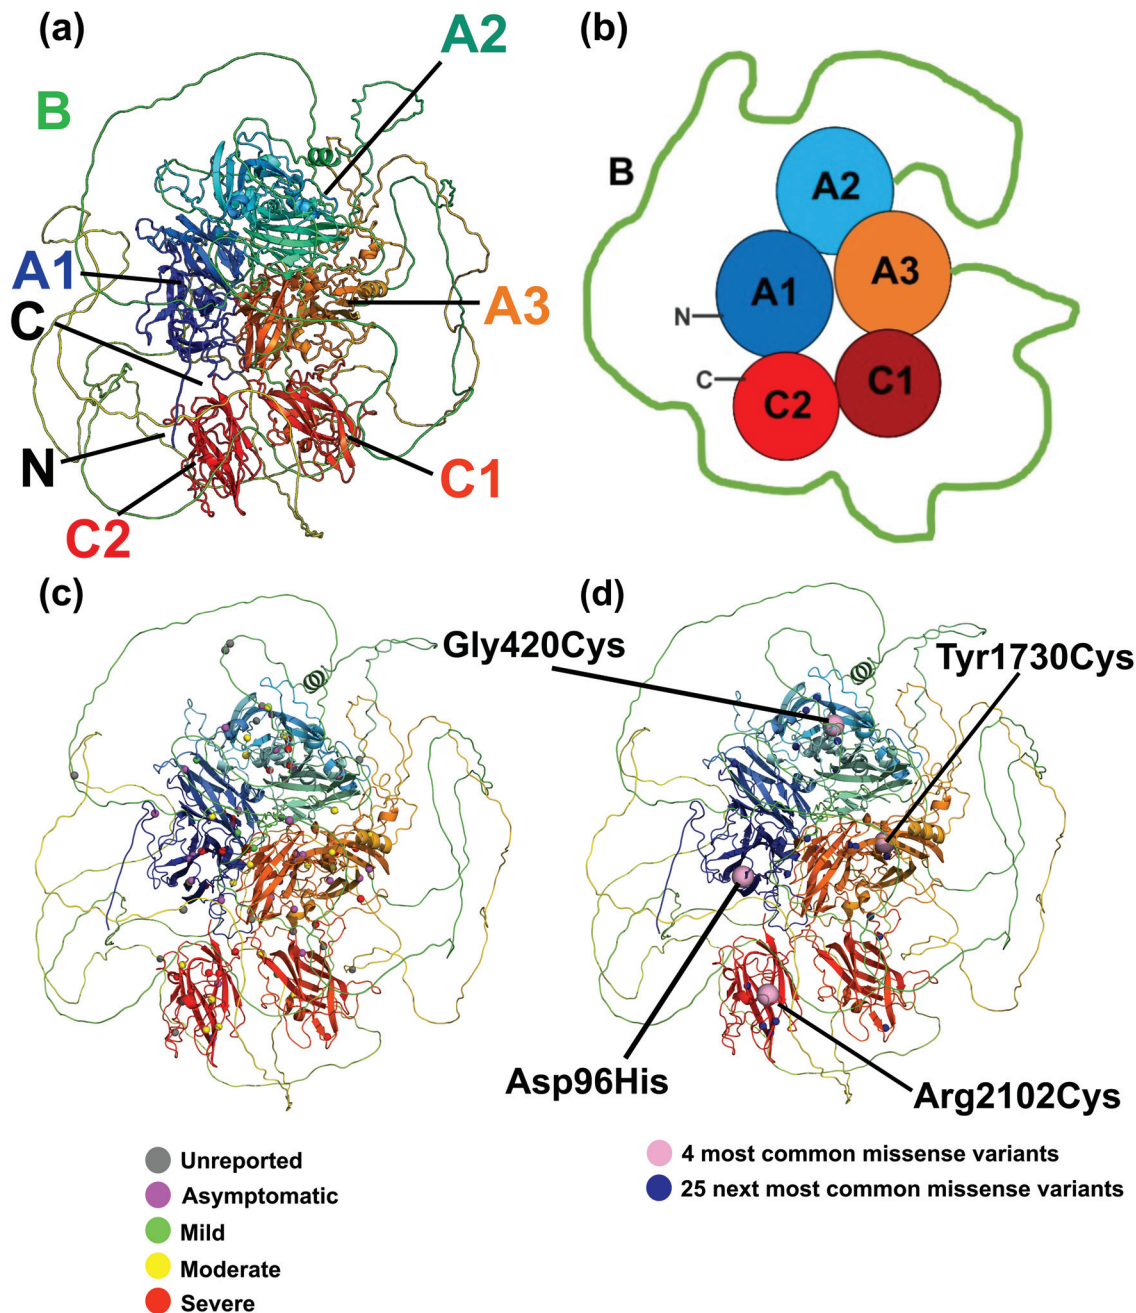 (a)
A2
B
A1
C
A3
N
C1
C2
(b)
B
A2
A3
A1
N
C
C1
C2
(c)
(d)
Gly420Cys
Tyr1730Cys
Asp96His
Arg2102Cys
Unreported
Asymptomatic
Mild
Moderate
Severe
4 most common missense variants
25 next most common missense variants